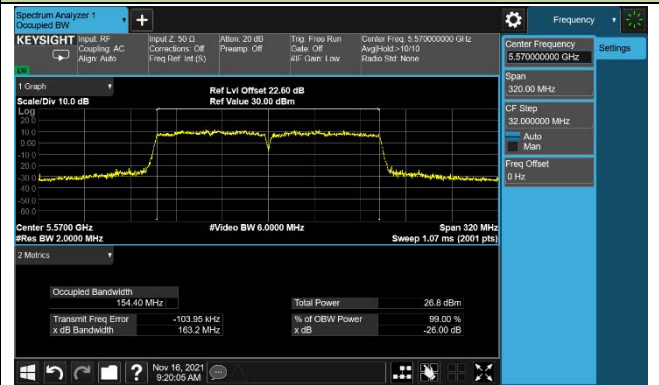 Spectrum Analyzer 1
Occupied BW
Frequency
KEYSIGHT
Input: RF
Coupling: AC
Align: Auto
Input Z: 50 Ω
Corrections: Off
Freq Ref: Int (S)
Atten: 20 dB
Preamp: Off
Trig: Free Run
Gate: Off
#IF Gain: Low
Center Freq: 5.570000000 GHz
Avg|Hold:>10/10
Radio Std: None
Center Frequency
5.570000000 GHz
Settings
Span
320.00 MHz
CF Step
32.000000 MHz
Auto
Man
Freq Offset
0 Hz
1 Graph
Scale/Div 10.0 dB
Ref Lvl Offset 22.60 dB
Ref Value 30.00 dBm
Log
20.0
10.0
0.00
-10.0
-20.0
-30.0
-40.0
-50.0
-60.0
Center 5.5700 GHz
#Res BW 2.0000 MHz
#Video BW 6.0000 MHz
Span 320 MHz
Sweep 1.07 ms (2001 pts)
2 Metrics
Occupied Bandwidth
154.40 MHz
Total Power
26.8 dBm
Transmit Freq Error
-103.95 kHz
% of OBW Power
99.00 %
x dB Bandwidth
163.2 MHz
x dB
-26.00 dB
Nov 16, 2021
9:20:05 AM